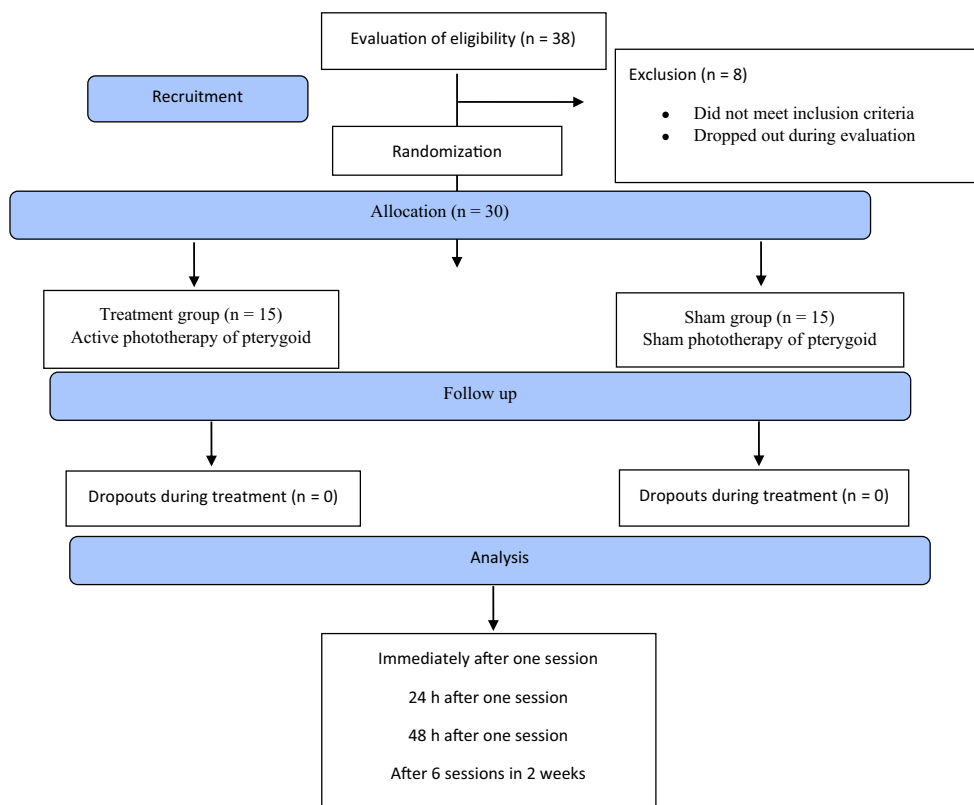 Evaluation of eligibility (n = 38)
Exclusion (n = 8)
• Did not meet inclusion criteria
• Dropped out during evaluation
Recruitment
Randomization
Allocation (n = 30)
Treatment group (n = 15)
Active phototherapy of pterygoid
Sham group (n = 15)
Sham phototherapy of pterygoid
Follow up
Dropouts during treatment (n = 0)
Dropouts during treatment (n = 0)
Analysis
Immediately after one session
24 h after one session
48 h after one session
After 6 sessions in 2 weeks